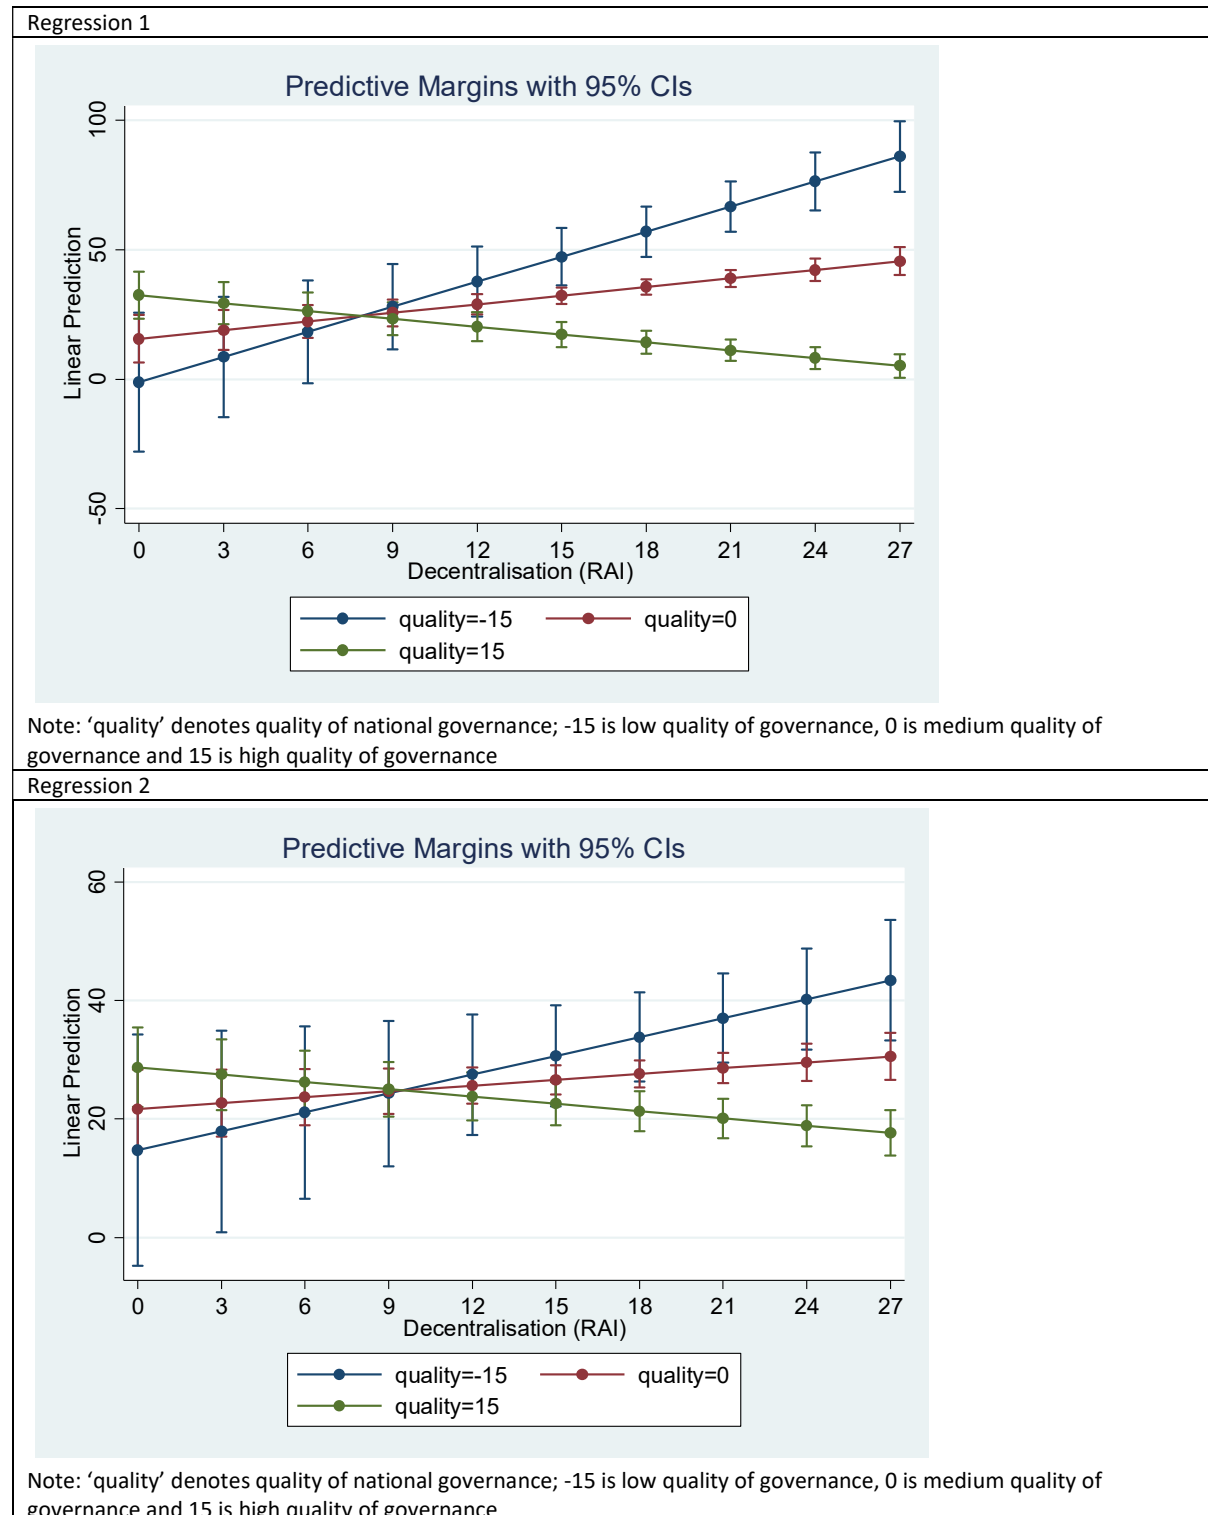 Regression 1
Predictive Margins with 95% CIs
Linear Prediction
100
50
0
-50
0 3 6 9 12 15 18 21 24 27
Decentralisation (RAI)
quality=-15 quality=0
quality=15
Note: ‘quality’ denotes quality of national governance; -15 is low quality of governance, 0 is medium quality of
governance and 15 is high quality of governance
Regression 2
Predictive Margins with 95% CIs
Linear Prediction
60
40
20
0
0 3 6 9 12 15 18 21 24 27
Decentralisation (RAI)
quality=-15 quality=0
quality=15
Note: ‘quality’ denotes quality of national governance; -15 is low quality of governance, 0 is medium quality of
governance and 15 is high quality of governance